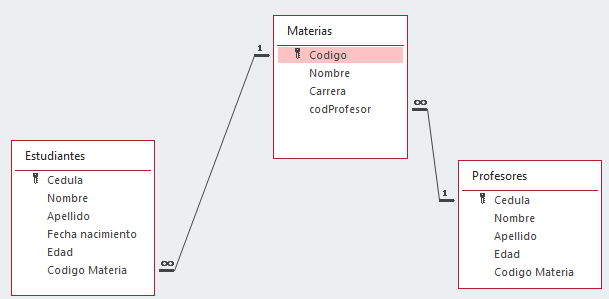 Materias
1
Codigo
Nombre
Carrera
codProfesor
∞
Estudiantes
Cedula
Nombre
Apellido
Fecha nacimiento
Edad
Codigo Materia
∞
Profesores
1
Cedula
Nombre
Apellido
Edad
Codigo Materia